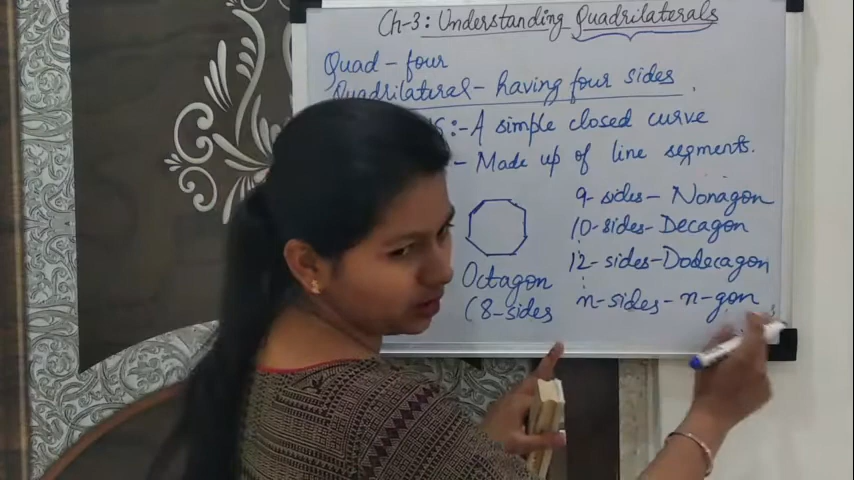 Ch-3: Understanding Quadrilaterals
Quad - four
Quadrilateral - having four sides.
:- A simple closed curve
- Made up of line segments.
9- sides - Nonagon
10-sides-Decagon
12-sides-Dodecagon
n-sides - n-gon
Octagon
(8-sides